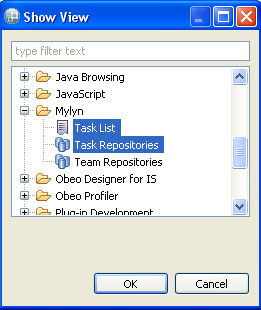 Show View
type filter text
Java Browsing
JavaScript
Mylyn
Task List
Task Repositories
Team Repositories
Obeo Designer for IS
Obeo Profiler
Plug-in Development
OK
Cancel